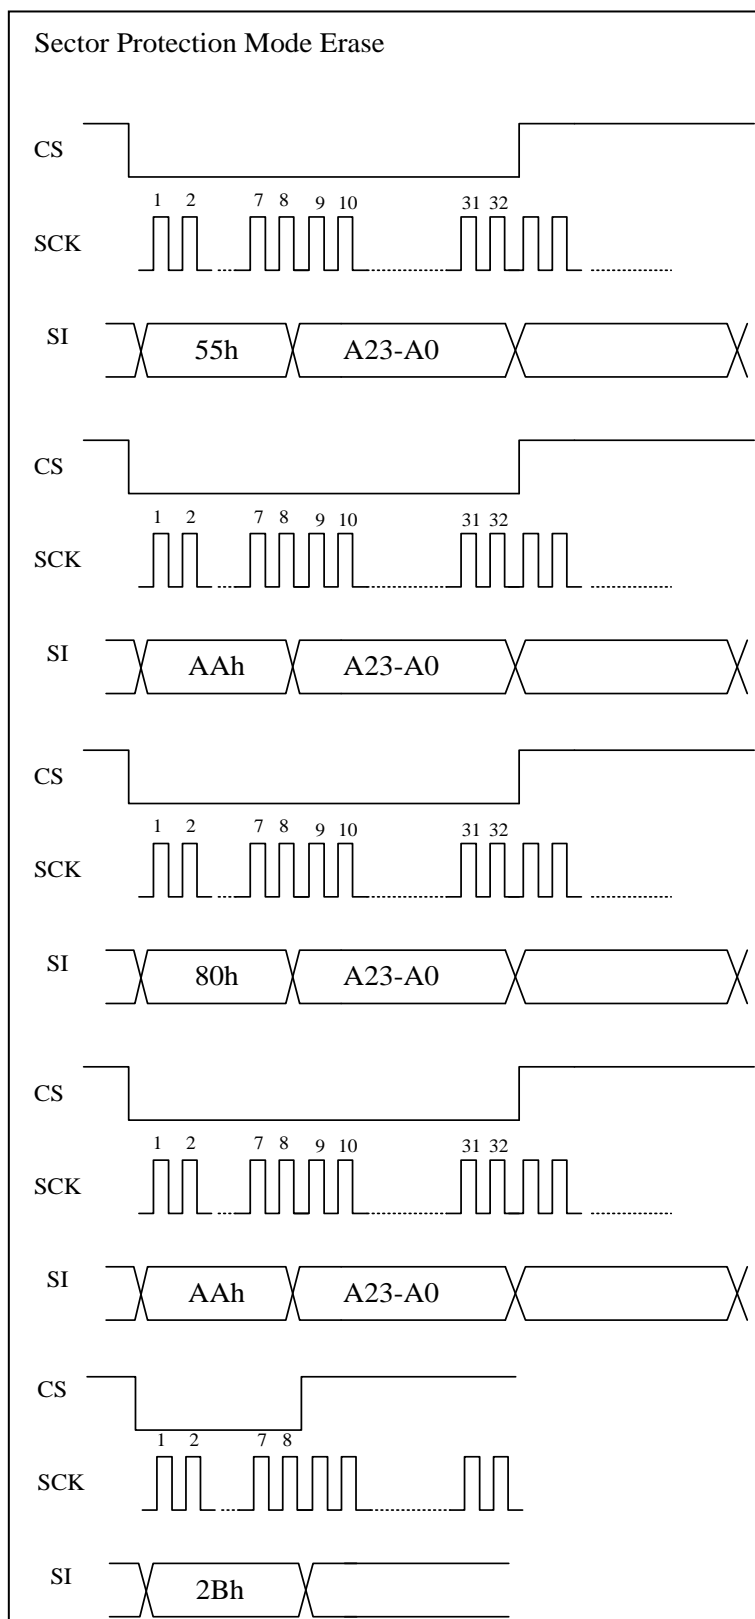 Sector Protection Mode Erase
CS
1 2 7 8 9 10 31 32
SCK
SI 55h A23-A0
CS
1 2 7 8 9 10 31 32
SCK
SI AAh A23-A0
CS
1 2 7 8 9 10 31 32
SCK
SI 80h A23-A0
CS
1 2 7 8 9 10 31 32
SCK
SI AAh A23-A0
CS
1 2 7 8
SCK
SI 2Bh